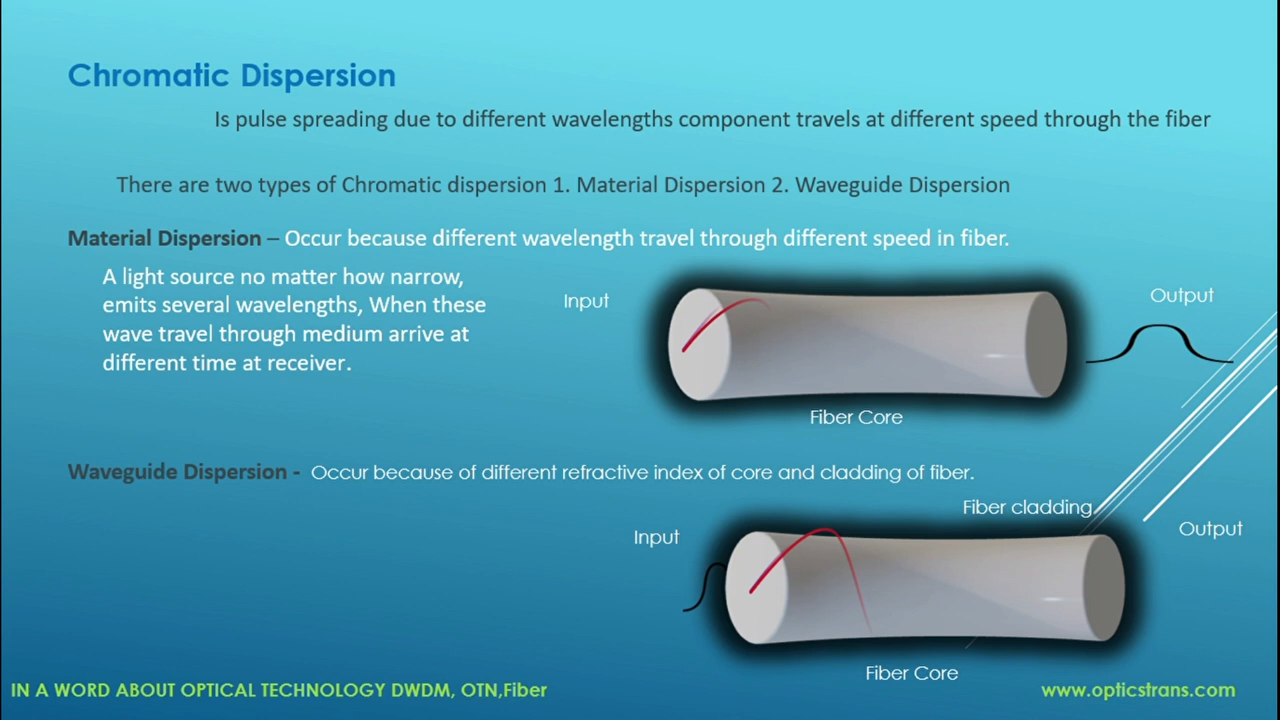 Chromatic Dispersion
Is pulse spreading due to different wavelengths component travels at different speed through the fiber
There are two types of Chromatic dispersion 1. Material Dispersion 2. Waveguide Dispersion
Material Dispersion – Occur because different wavelength travel through different speed in fiber.
A light source no matter how narrow,
emits several wavelengths, When these
wave travel through medium arrive at
different time at receiver.
Input
Output
Fiber Core
Waveguide Dispersion - Occur because of different refractive index of core and cladding of fiber.
Fiber cladding
Input
Output
Fiber Core
IN A WORD ABOUT OPTICAL TECHNOLOGY DWDM, OTN,Fiber
www.opticstrans.com